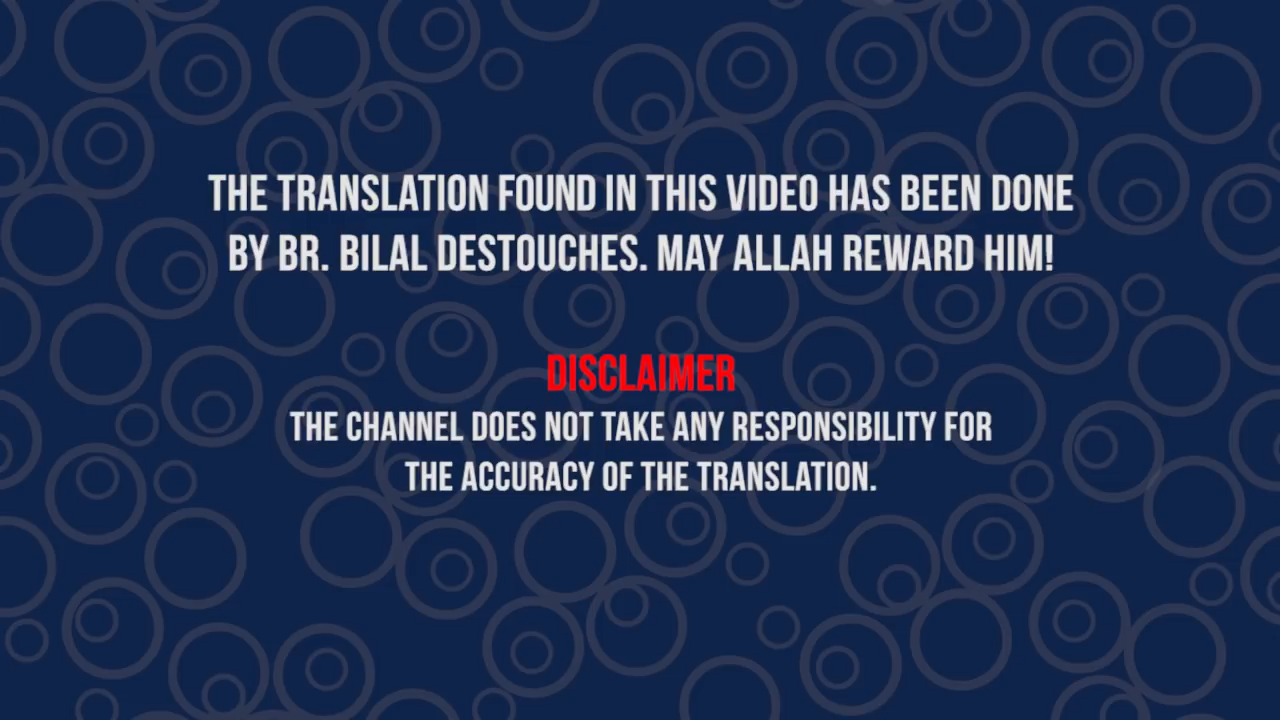 THE TRANSLATION FOUND IN THIS VIDEO HAS BEEN DONE
BY BR. BILAL DESTOUCHES. MAY ALLAH REWARD HIM!
DISCLAIMER
THE CHANNEL DOES NOT TAKE ANY RESPONSIBILITY FOR
THE ACCURACY OF THE TRANSLATION.